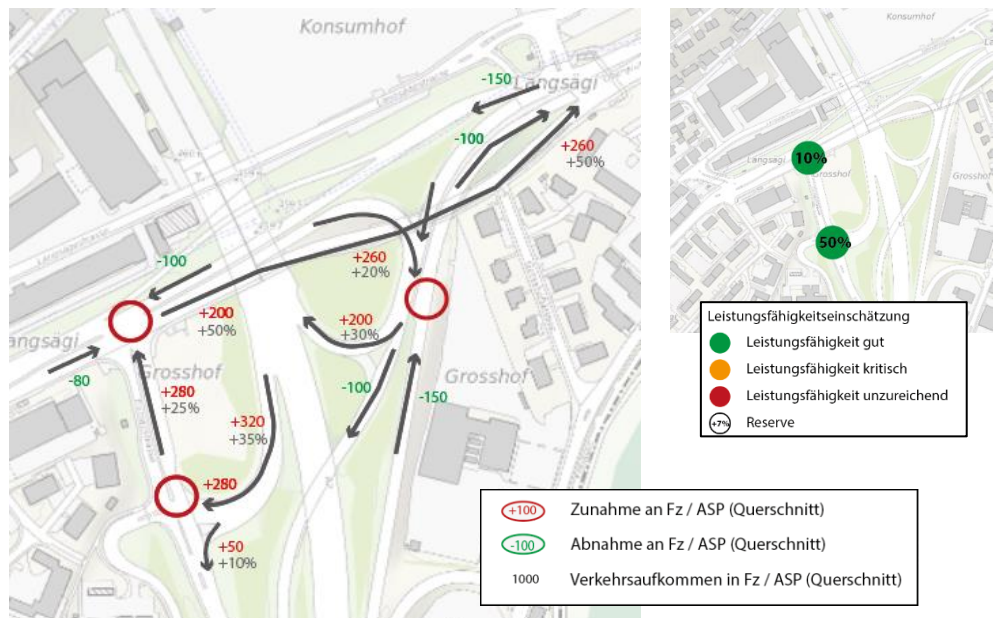 Konsumhof
-150
Langsägi
-100
+260
+50%
-100
+260
+20%
+200
+50%
+200
+30%
angsägi
Grosshof
-80
+280
+25%
-100
-150
Grosshof
+320
+35%
+280
+50
+10%
Langsägi
10%
Grosshof
Grosshof
50%
Leistungsfähigkeitseinschätzung
Leistungsfähigkeit gut
Leistungsfähigkeit kritisch
Leistungsfähigkeit unzureichend
+7% Reserve
+100 Zunahme an Fz / ASP (Querschnitt)
-100 Abnahme an Fz / ASP (Querschnitt)
1000 Verkehrsaufkommen in Fz / ASP (Querschnitt)